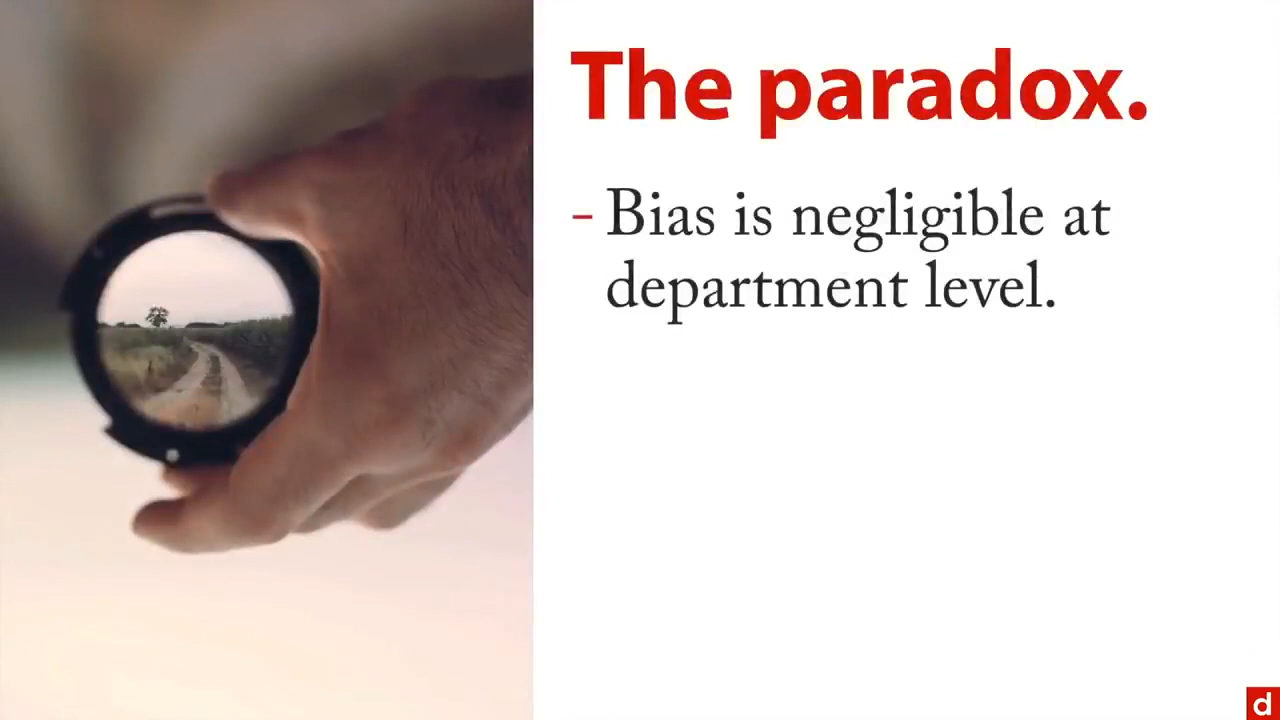 The paradox.
- Bias is negligible at
department level.
d